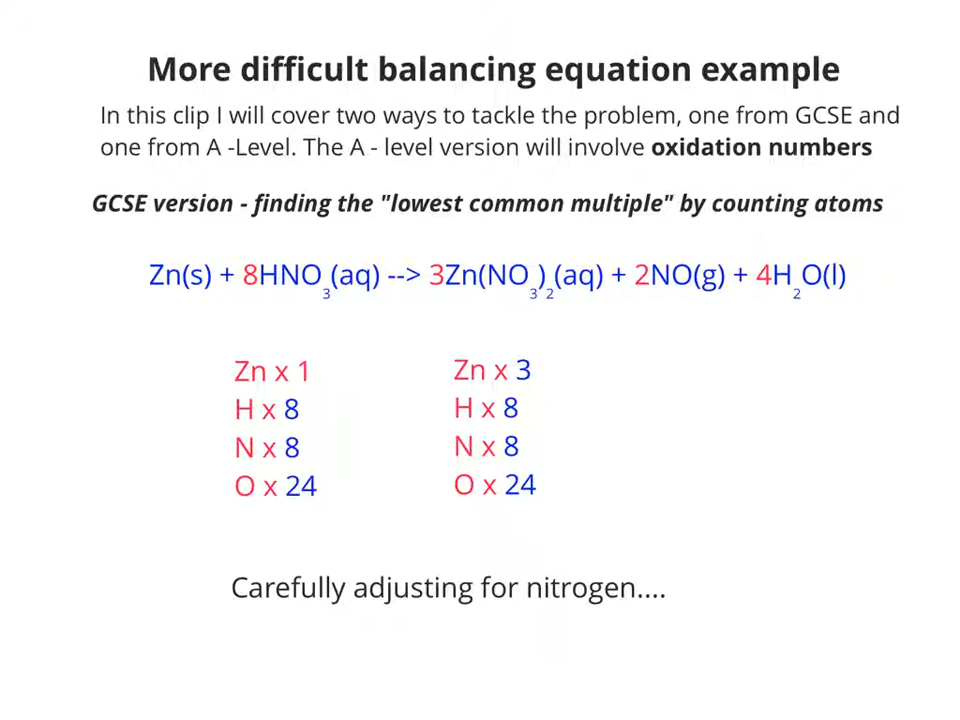 More difficult balancing equation example
In this clip I will cover two ways to tackle the problem, one from GCSE and
one from A -Level. The A - level version will involve oxidation numbers
GCSE version - finding the "lowest common multiple" by counting atoms
Zn(s) + 8HNO₃(aq) --> 3Zn(NO₃)₂(aq) + 2NO(g) + 4H₂O(l)
Zn x 1 Zn x 3
H x 8 H x 8
N x 8 N x 8
O x 24 O x 24
Carefully adjusting for nitrogen....